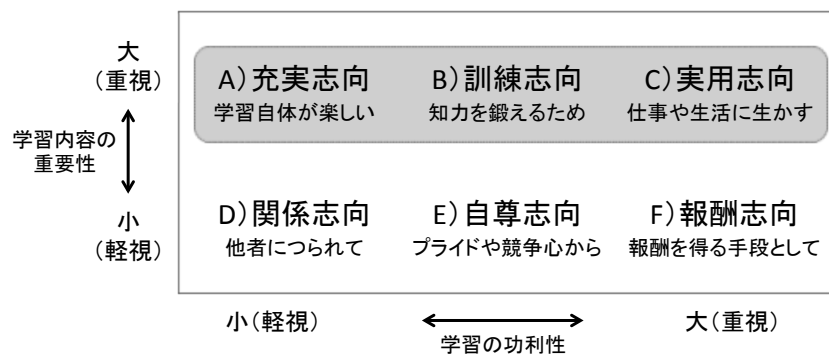 大
（重視）
学習内容の
重要性
小
（軽視）
A）充実志向
学習自体が楽しい
B）訓練志向
知力を鍛えるため
C）実用志向
仕事や生活に生かす
D）関係志向
他者につられて
E）自尊志向
プライドや競争心から
F）報酬志向
報酬を得る手段として
小（軽視）
学習の功利性
大（重視）